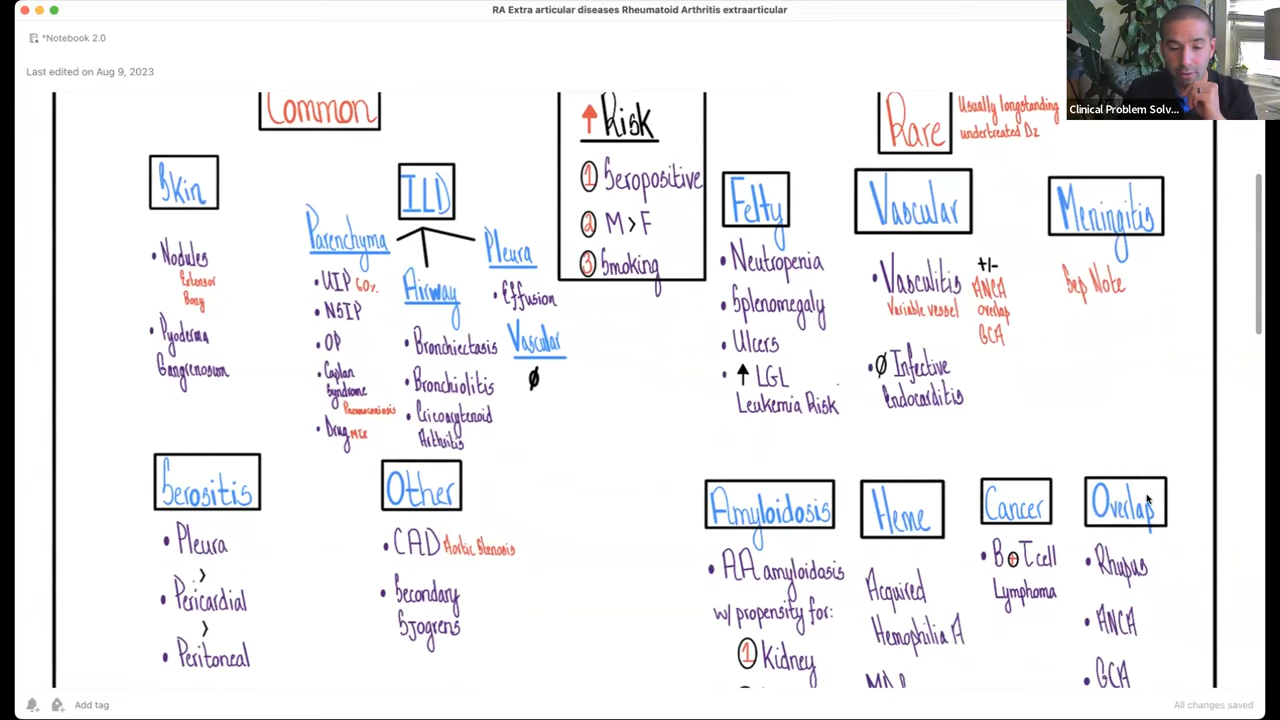 RA Extra articular diseases Rheumatoid Arthritis extraarticular
*Notebook 2.0
Last edited on Aug 9, 2023
Clinical Problem Solv...
Common
Skin
• Nodules
Extensor
Bony
• Pyoderma
Gangrenosum
ILD
Parenchyma
• UIP 60%
• NSIP
• OP
• Caplan
Syndrome
Pneumoconiosis
• Drug MTX
Airway
• Bronchiectasis
• Bronchiolitis
• Cricoarytenoid
Arthritis
Pleura
• Effusion
Vascular
Ø
↑ Risk
① Seropositive
② M > F
③ Smoking
Rare
Usually longstanding
undertreated Dz
Felty
• Neutropenia
• Splenomegaly
• Ulcers
• ↑ LGL
Leukemia Risk
Vascular
• Vasculitis
Variable vessel
+/-
ANCA
overlap
GCA
• Ø Infective
Endocarditis
Meningitis
Sep Note
Serositis
• Pleura
>
• Pericardial
>
• Peritoneal
Other
• CAD Aortic Stenosis
• Secondary
Sjogrens
Amyloidosis
• AA amyloidosis
w/ propensity for:
① Kidney
Heme
Acquired
Hemophilia A
Cancer
• B ⊕ T cell
Lymphoma
Overlap
• Rhupus
• ANCA
• GCA
Add tag
All changes saved